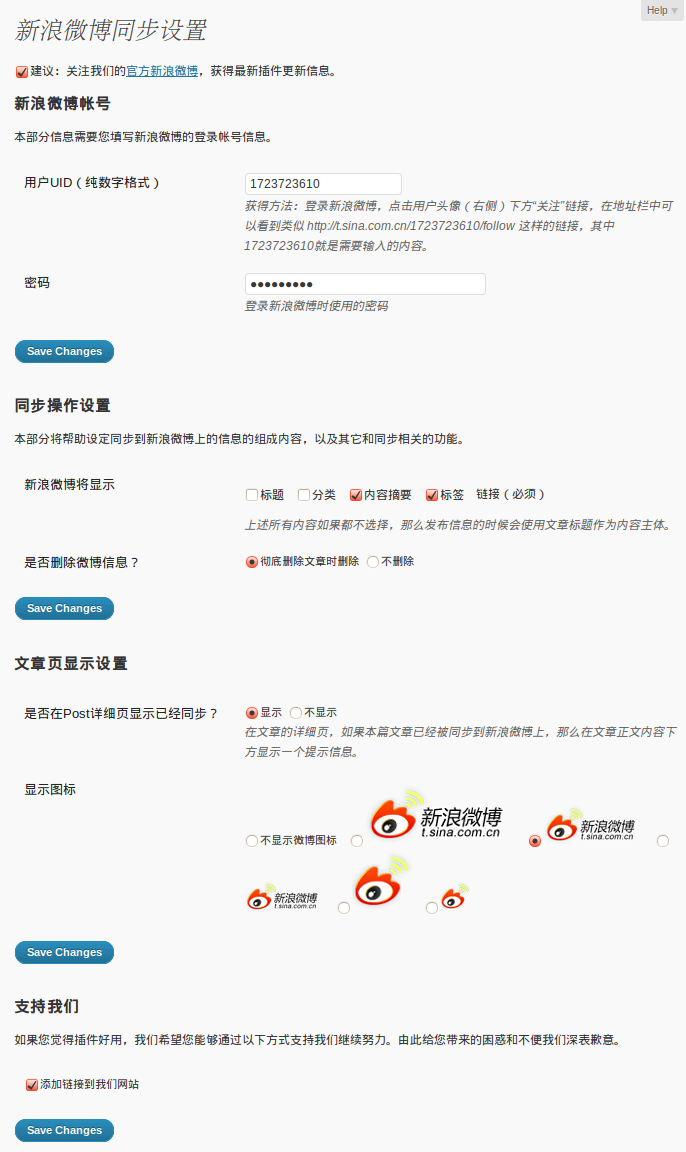 Help
新浪微博同步设置
建议：关注我们的官方新浪微博，获得最新插件更新信息。
新浪微博帐号
本部分信息需要您填写新浪微博的登录帐号信息。
用户UID（纯数字格式） 1723723610
获得方法：登录新浪微博，点击用户头像（右侧）下方“关注”链接，在地址栏中可
以看到类似 http://t.sina.com.cn/1723723610/follow 这样的链接，其中
1723723610就是需要输入的内容。
密码 ●●●●●●●●●
登录新浪微博时使用的密码
Save Changes
同步操作设置
本部分将帮助设定同步到新浪微博上的信息的组成内容，以及其它和同步相关的功能。
新浪微博将显示 标题 分类 内容摘要 标签 链接（必须）
上述所有内容如果都不选择，那么发布信息的时候会使用文章标题作为内容主体。
是否删除微博信息？ 彻底删除文章时删除 不删除
Save Changes
文章页显示设置
是否在Post详细页显示已经同步？ 显示 不显示
在文章的详细页，如果本篇文章已经被同步到新浪微博上，那么在文章正文内容下
方显示一个提示信息。
显示图标
不显示微博图标 新浪微博 t.sina.com.cn 新浪微博 t.sina.com.cn
新浪微博 t.sina.com.cn
Save Changes
支持我们
如果您觉得插件好用，我们希望您能够通过以下方式支持我们继续努力。由此给您带来的困惑和不便我们深表歉意。
添加链接到我们网站
Save Changes